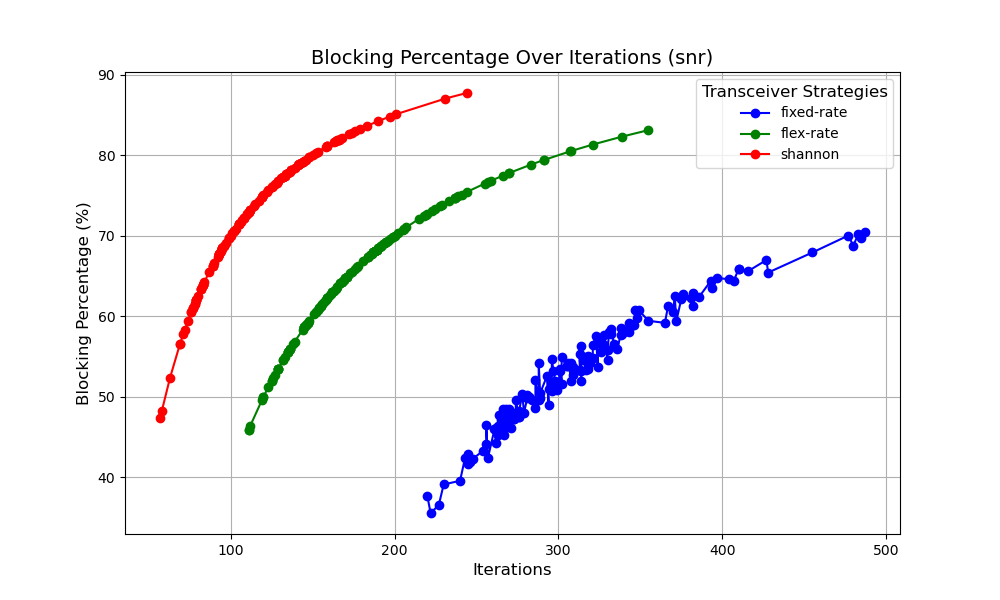 Blocking Percentage Over Iterations (snr)
Blocking Percentage (%)
90
80
70
60
50
40
100
200
300
400
500
Iterations
Transceiver Strategies
fixed-rate
flex-rate
shannon